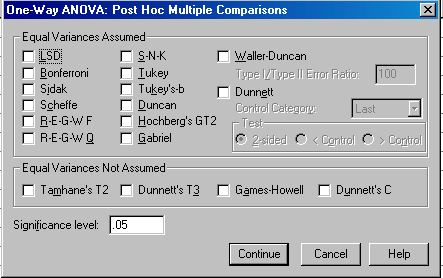 One-Way ANOVA: Post Hoc Multiple Comparisons
Equal Variances Assumed
LSD S-N-K Waller-Duncan
Bonferroni Tukey Type I/Type II Error Ratio: 100
Sidak Tukey's-b Dunnett
Scheffe Duncan Control Category: Last
R-E-G-W F Hochberg's GT2 Test
R-E-G-W Q Gabriel 2-sided < Control > Control
Equal Variances Not Assumed
Tamhane's T2 Dunnett's T3 Games-Howell Dunnett's C
Significance level: .05
Continue Cancel Help